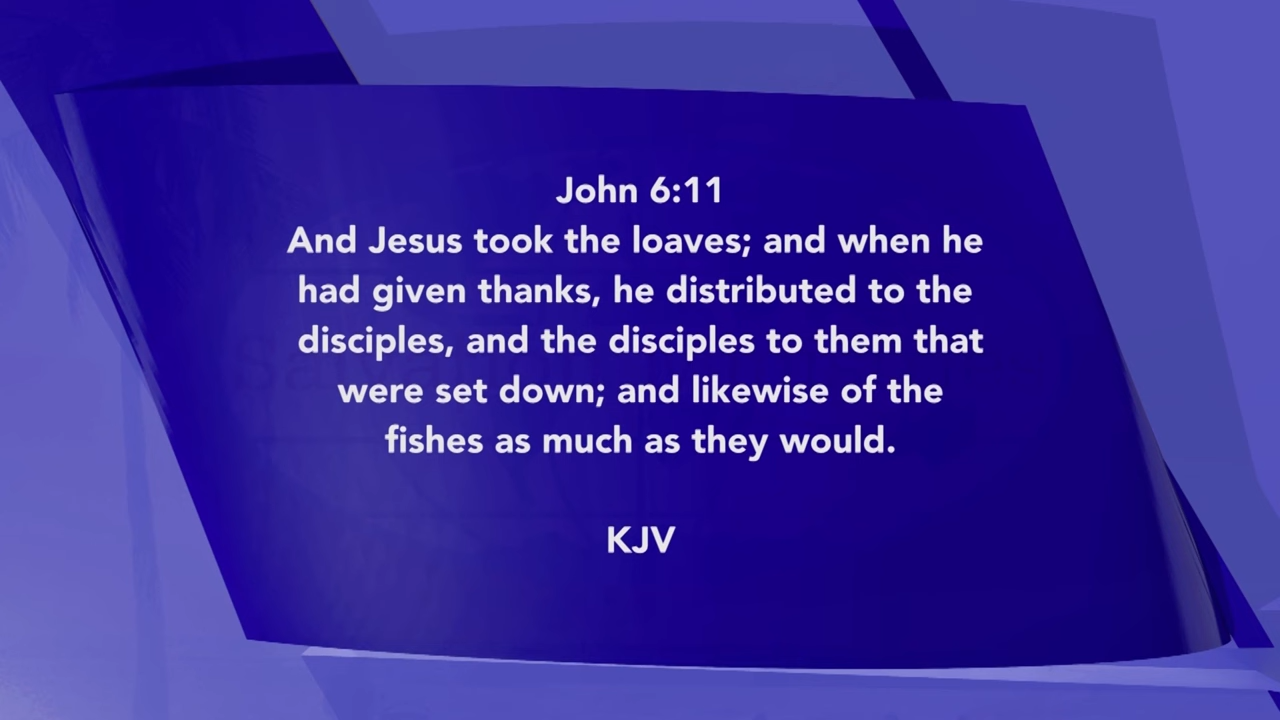 John 6:11
And Jesus took the loaves; and when he
had given thanks, he distributed to the
disciples, and the disciples to them that
were set down; and likewise of the
fishes as much as they would.
KJV